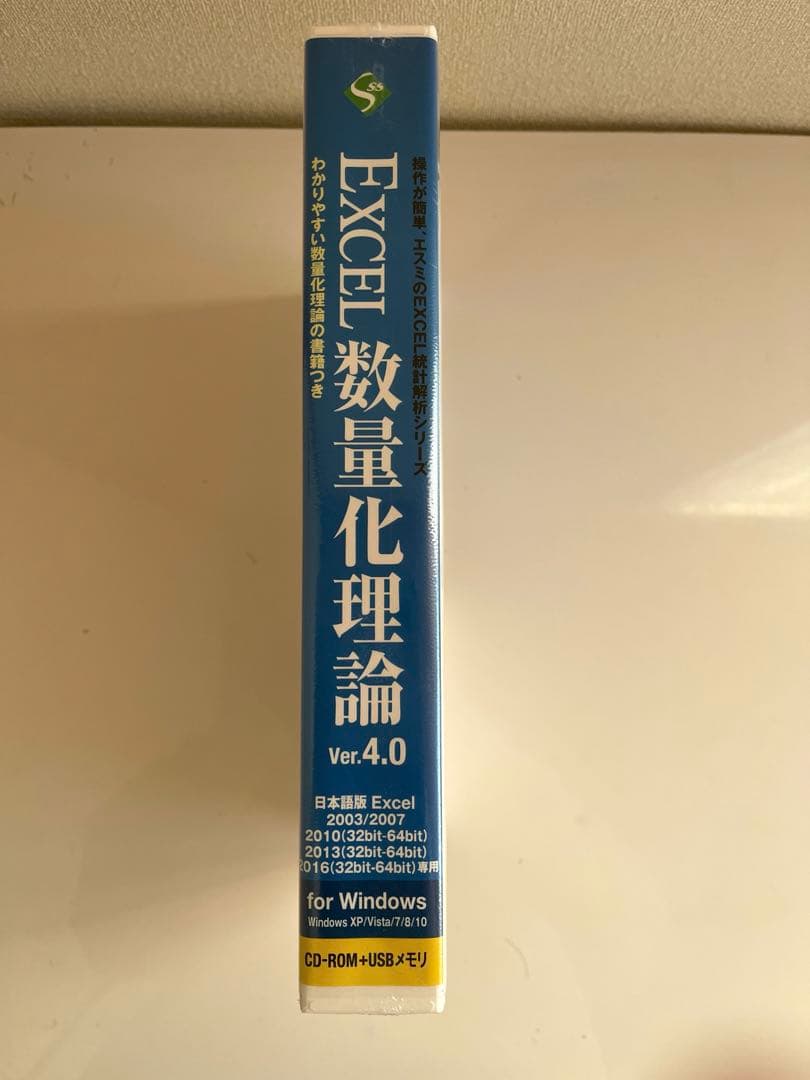 SSS
操作が簡単、エスミのEXCEL統計解析シリーズ
EXCEL 数量化理論
わかりやすい数量化理論の書籍つき
Ver.4.0
日本語版 Excel
2003/2007
2010(32bit-64bit)
2013(32bit-64bit)
2016(32bit-64bit)専用
for Windows
Windows XP/Vista/7/8/10
CD-ROM+USBメモリ